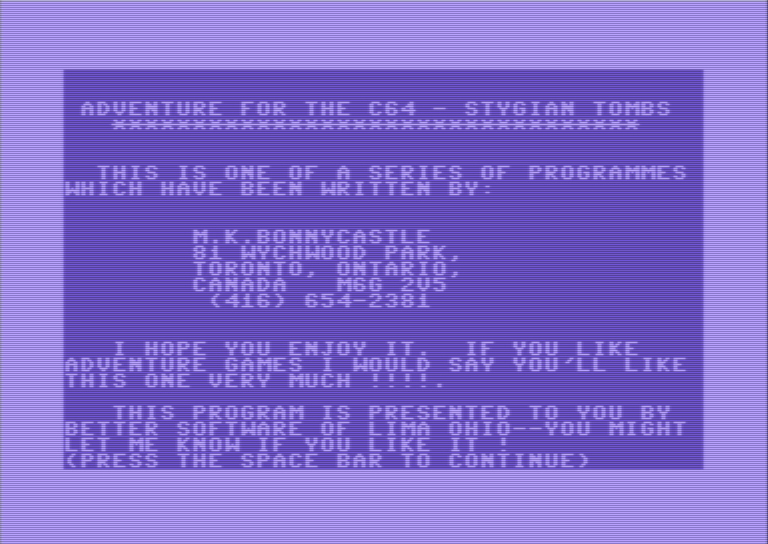 ADVENTURE FOR THE C64 - STYGIAN TOMBS
*********************************
THIS IS ONE OF A SERIES OF PROGRAMMES
WHICH HAVE BEEN WRITTEN BY:
M.K.BONNYCASTLE
81 WYCHWOOD PARK,
TORONTO, ONTARIO,
CANADA   M6G 2V5
(416) 654-2381
I HOPE YOU ENJOY IT.  IF YOU LIKE
ADVENTURE GAMES I WOULD SAY YOU'LL LIKE
THIS ONE VERY MUCH !!!!.
THIS PROGRAM IS PRESENTED TO YOU BY
BETTER SOFTWARE OF LIMA OHIO--YOU MIGHT
LET ME KNOW IF YOU LIKE IT !
(PRESS THE SPACE BAR TO CONTINUE)